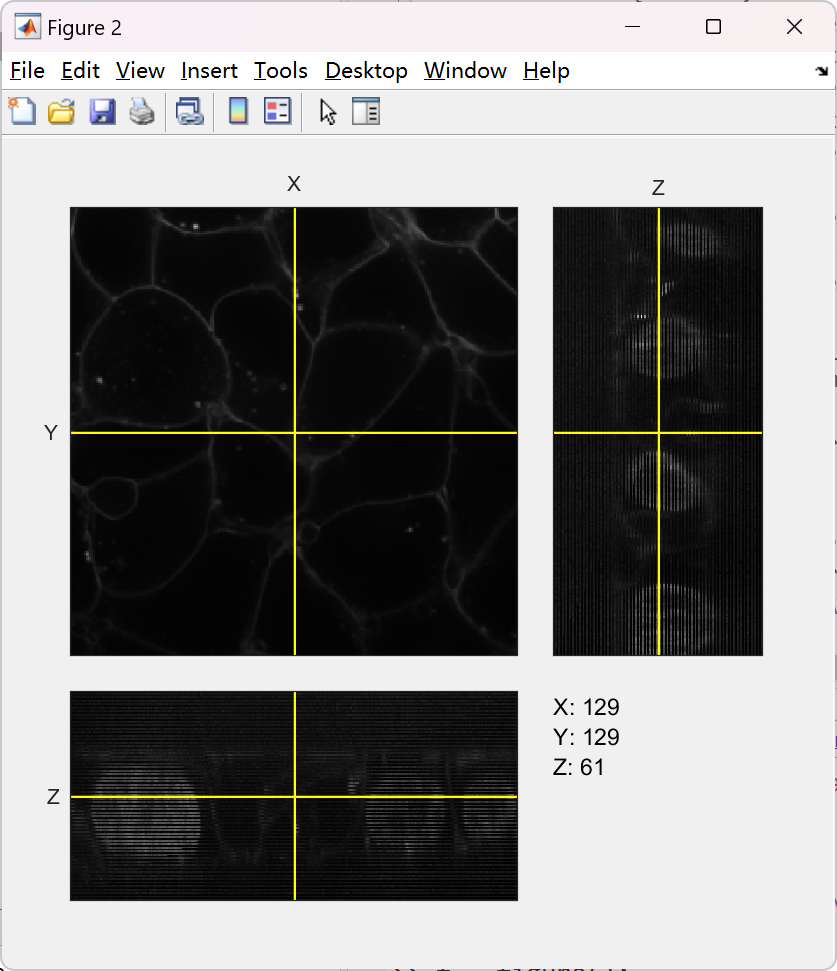 Figure 2
File Edit View Insert Tools Desktop Window Help
X
Z
Y
Z
X: 129
Y: 129
Z: 61